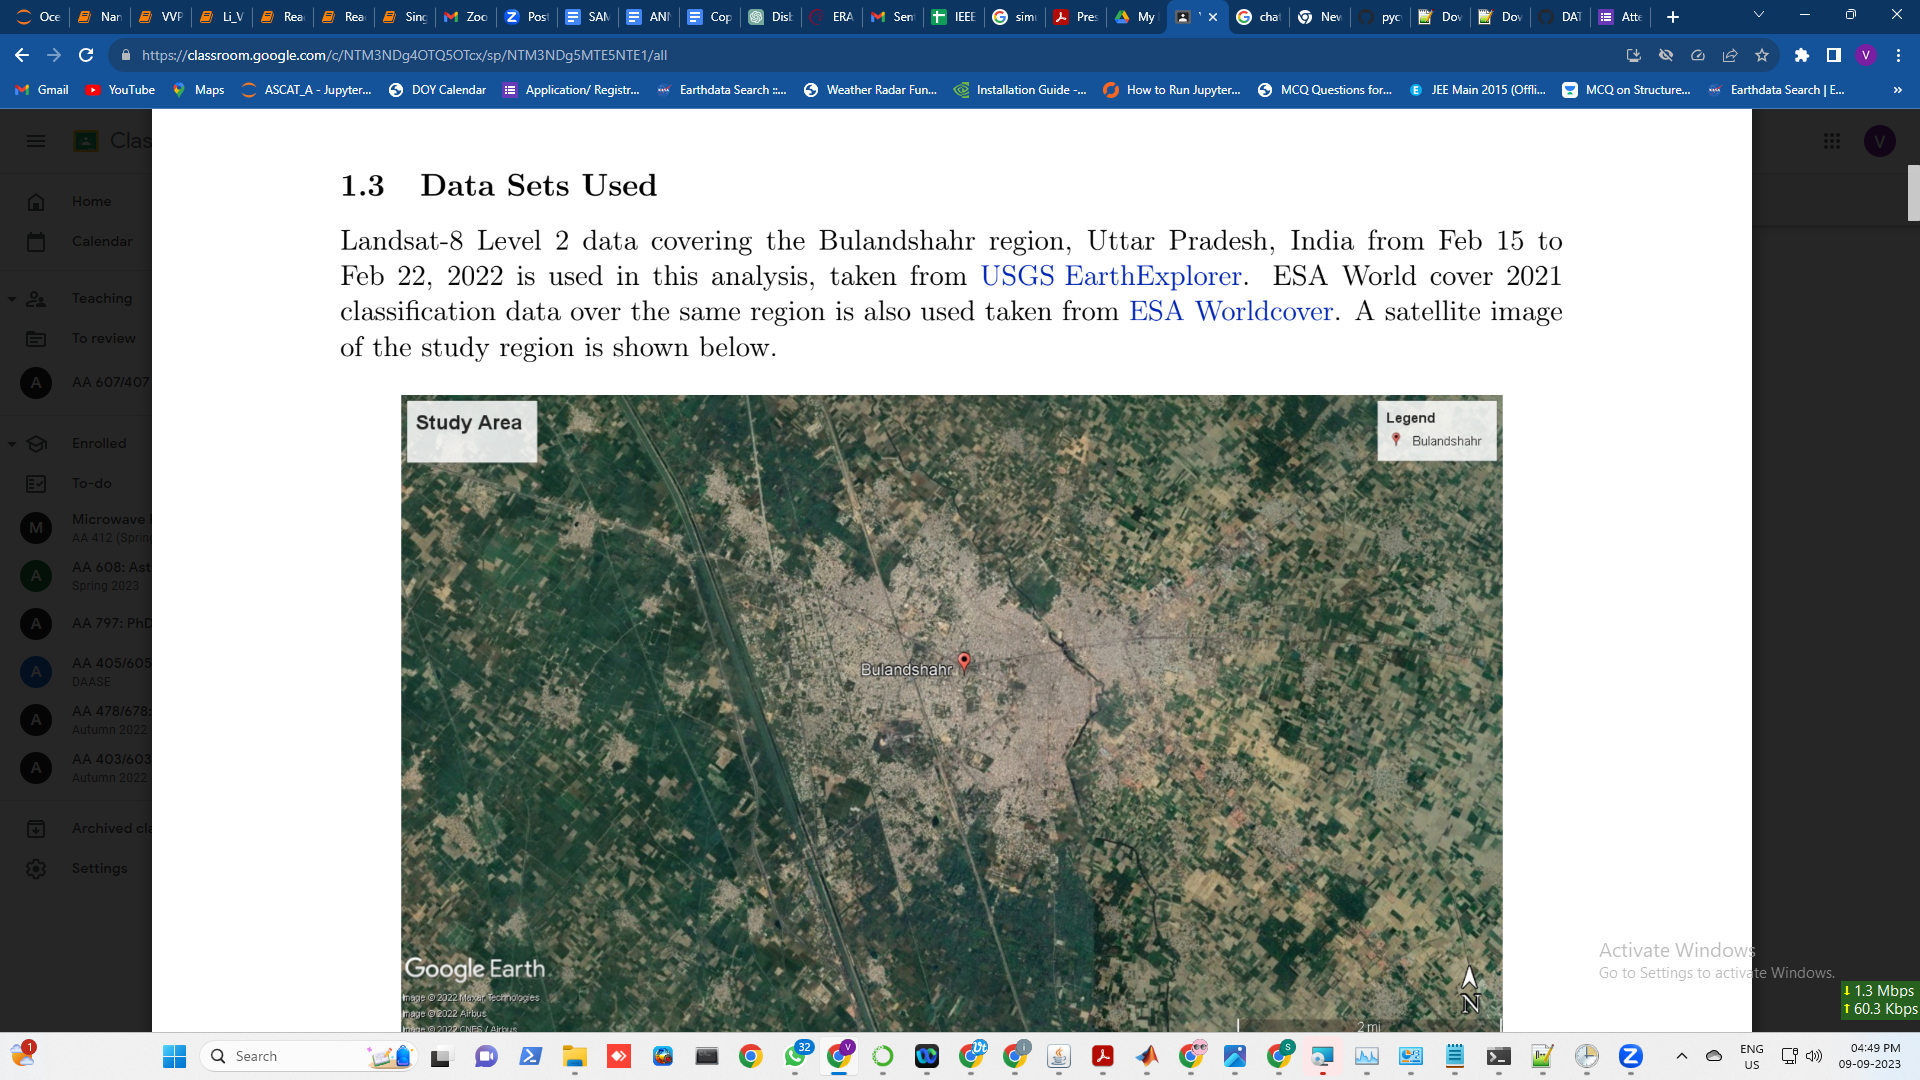 Oce
Nar
VVP
Li_V
Rea
Rea
Sing
Zoo
Post
SAM
ANI
Cop
Dist
ERA
Sent
IEEE
simu
Pres
My
chat
New
pyc
Dov
Dov
DAT
Atte
https://classroom.google.com/c/NTM3NDg4OTQ5OTcx/sp/NTM3NDg5MTE5NTE1/all
V
Gmail
YouTube
Maps
ASCAT_A - Jupyter...
DOY Calendar
Application/ Registr...
Earthdata Search ::...
Weather Radar Fun...
Installation Guide -...
How to Run Jupyter...
MCQ Questions for...
JEE Main 2015 (Offli...
MCQ on Structure...
Earthdata Search | E...
»
Clas
V
Home
Calendar
Teaching
To review
A AA 607/407
Enrolled
To-do
M Microwave
AA 412 (Sprin
A AA 608: Ast
Spring 2023
A AA 797: PhD
A AA 405/605
DAASE
A AA 478/678:
Autumn 2022
A AA 403/603
Autumn 2022
Archived cla
Settings
1.3 Data Sets Used
Landsat-8 Level 2 data covering the Bulandshahr region, Uttar Pradesh, India from Feb 15 to
Feb 22, 2022 is used in this analysis, taken from USGS EarthExplorer. ESA World cover 2021
classification data over the same region is also used taken from ESA Worldcover. A satellite image
of the study region is shown below.
Study Area
Legend
Bulandshahr
Bulandshahr
Google Earth
Image © 2022 Maxar Technologies
Image © 2022 Airbus
Image © 2022 CNES / Airbus
N
2 mi
Activate Windows
Go to Settings to activate Windows.
1.3 Mbps
60.3 Kbps
1
Search
32
V
S
ENG
US
04:49 PM
09-09-2023